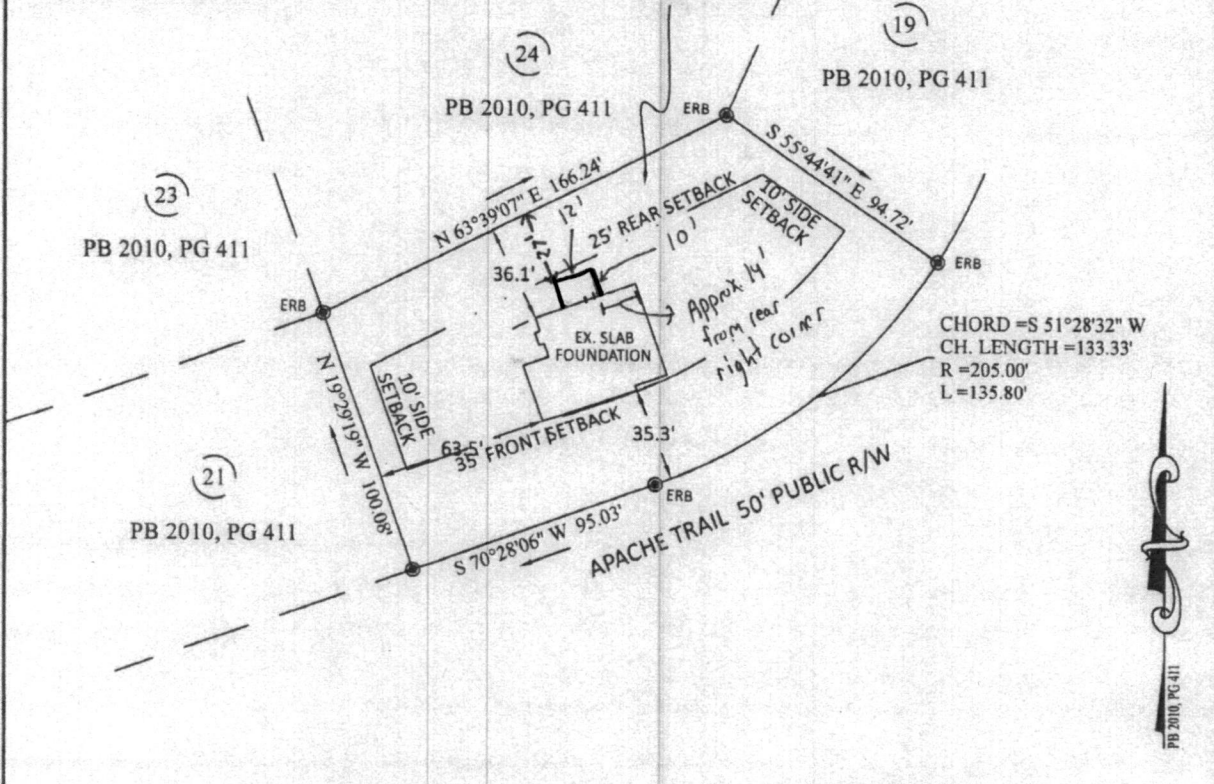 24
PB 2010, PG 411
19
PB 2010, PG 411
23
PB 2010, PG 411
ERB
S 55°44'41" E 94.72'
N 63°39'07" E 166.24'
12'
27'
25' REAR SETBACK
10' SIDE
SETBACK
10'
36.1'
ERB
ERB
Approx 14'
from rear
right corner
EX. SLAB
FOUNDATION
CHORD =S 51°28'32" W
CH. LENGTH =133.33'
R =205.00'
L =135.80'
N 19°29'19" W 100.08'
10' SIDE
SETBACK
63.5'
35' FRONT SETBACK
35.3'
21
PB 2010, PG 411
ERB
S 70°28'06" W 95.03'
APACHE TRAIL 50' PUBLIC R/W
PB 2010, PG 411